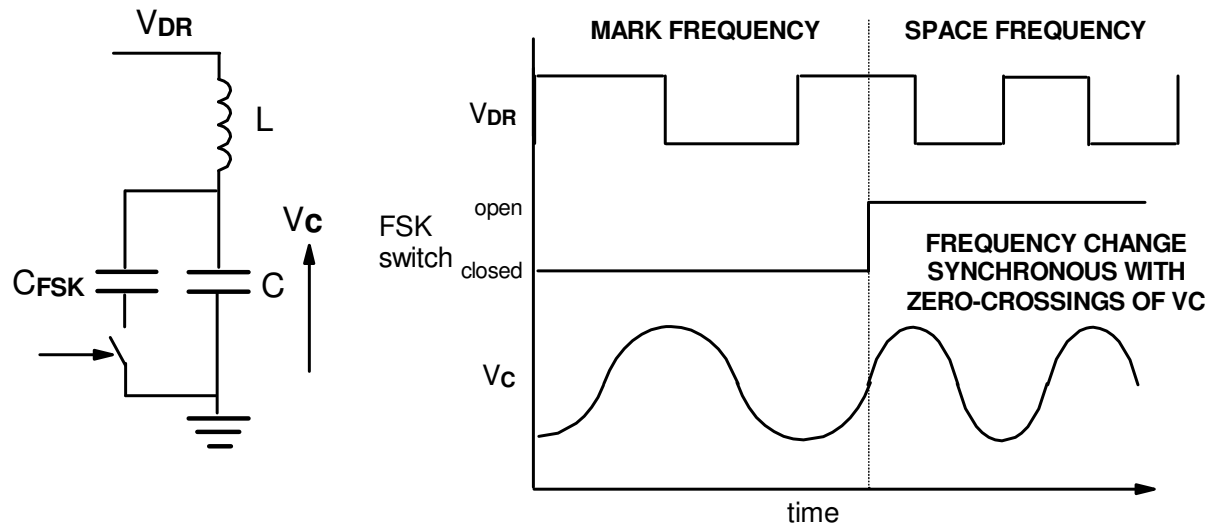 VDR
L
VC
CFSK
C
MARK FREQUENCY
SPACE FREQUENCY
VDR
open
FSK
switch
closed
FREQUENCY CHANGE
SYNCHRONOUS WITH
ZERO-CROSSINGS OF VC
VC
time